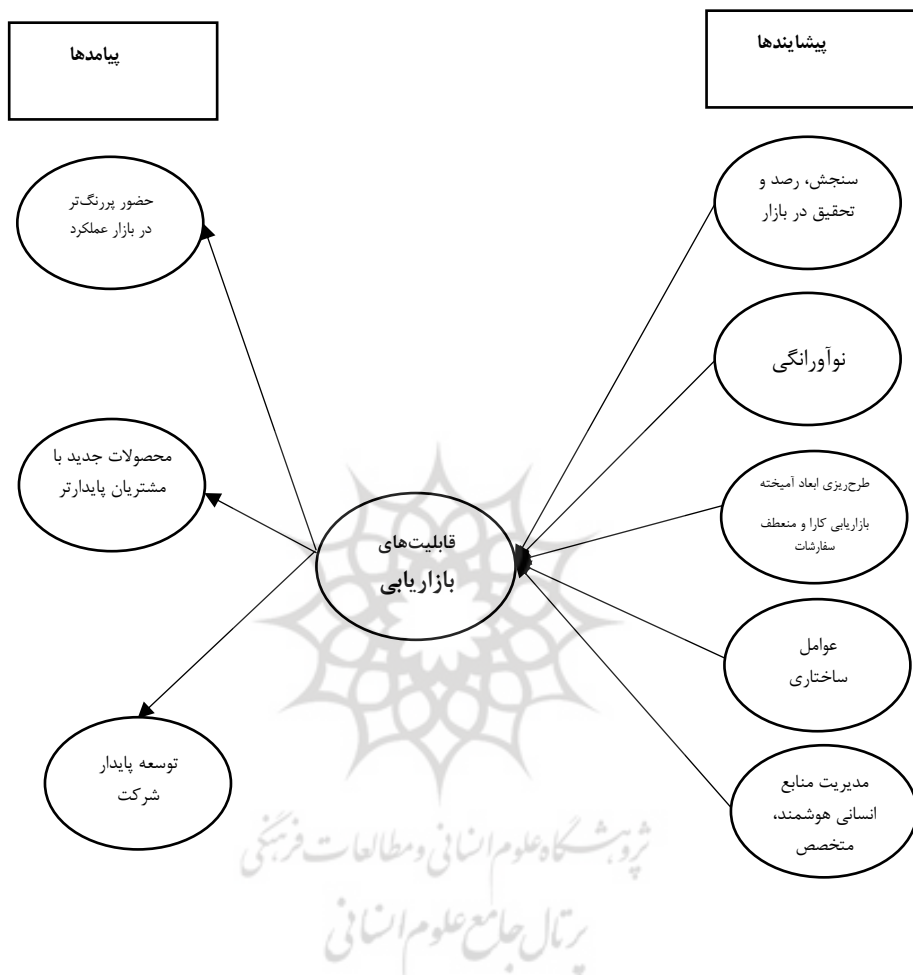 پیشایندها
پیامدها
سنجش، رصد و
تحقیق در بازار
نوآورانگی
طرح‌ریزی ابعاد آمیخته
بازاریابی کارا و منعطف
سفارشات
عوامل
ساختاری
مدیریت منابع
انسانی هوشمند،
متخصص
قابلیت‌های
بازاریابی
حضور پررنگ‌تر
در بازار عملکرد
محصولات جدید با
مشتریان پایدارتر
توسعه پایدار
شرکت
پژوهشگاه علوم انسانی و مطالعات فرهنگی
پرتال جامع علوم انسانی